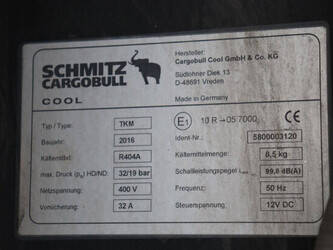 SCHMITZ
CARGOBULL
COOL
Hersteller:
Cargobull Cool GmbH & Co. KG
Südlohner Diek 13
D-48691 Vreden
Made in Germany
Typ / Type: TKM
E1 10 R - 05 7000
Baujahr: 2016
Ident-Nr.: 5800003120
Kältemittel: R404A
Kältemittelmenge: 6,5 kg
max. Druck (pe) HD/ND: 32/19 bar
Schallleistungspegel LWA: 99,8 dB(A)
Netzspannung: 400 V
Frequenz: 50 Hz
Vorsicherung: 32 A
Steuerspannung: 12V DC